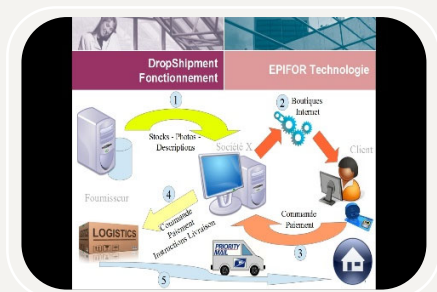 DropShipment
Fonctionnement
EPIFOR Technologie
1
2
Boutiques
Internet
Stocks - Photos -
Descriptions
Société X
Client
Fournisseur
4
Commande
Paiement
Instructions Livraison
Commande
Paiement
LOGISTICS
PRIORITY
MAIL
3
5